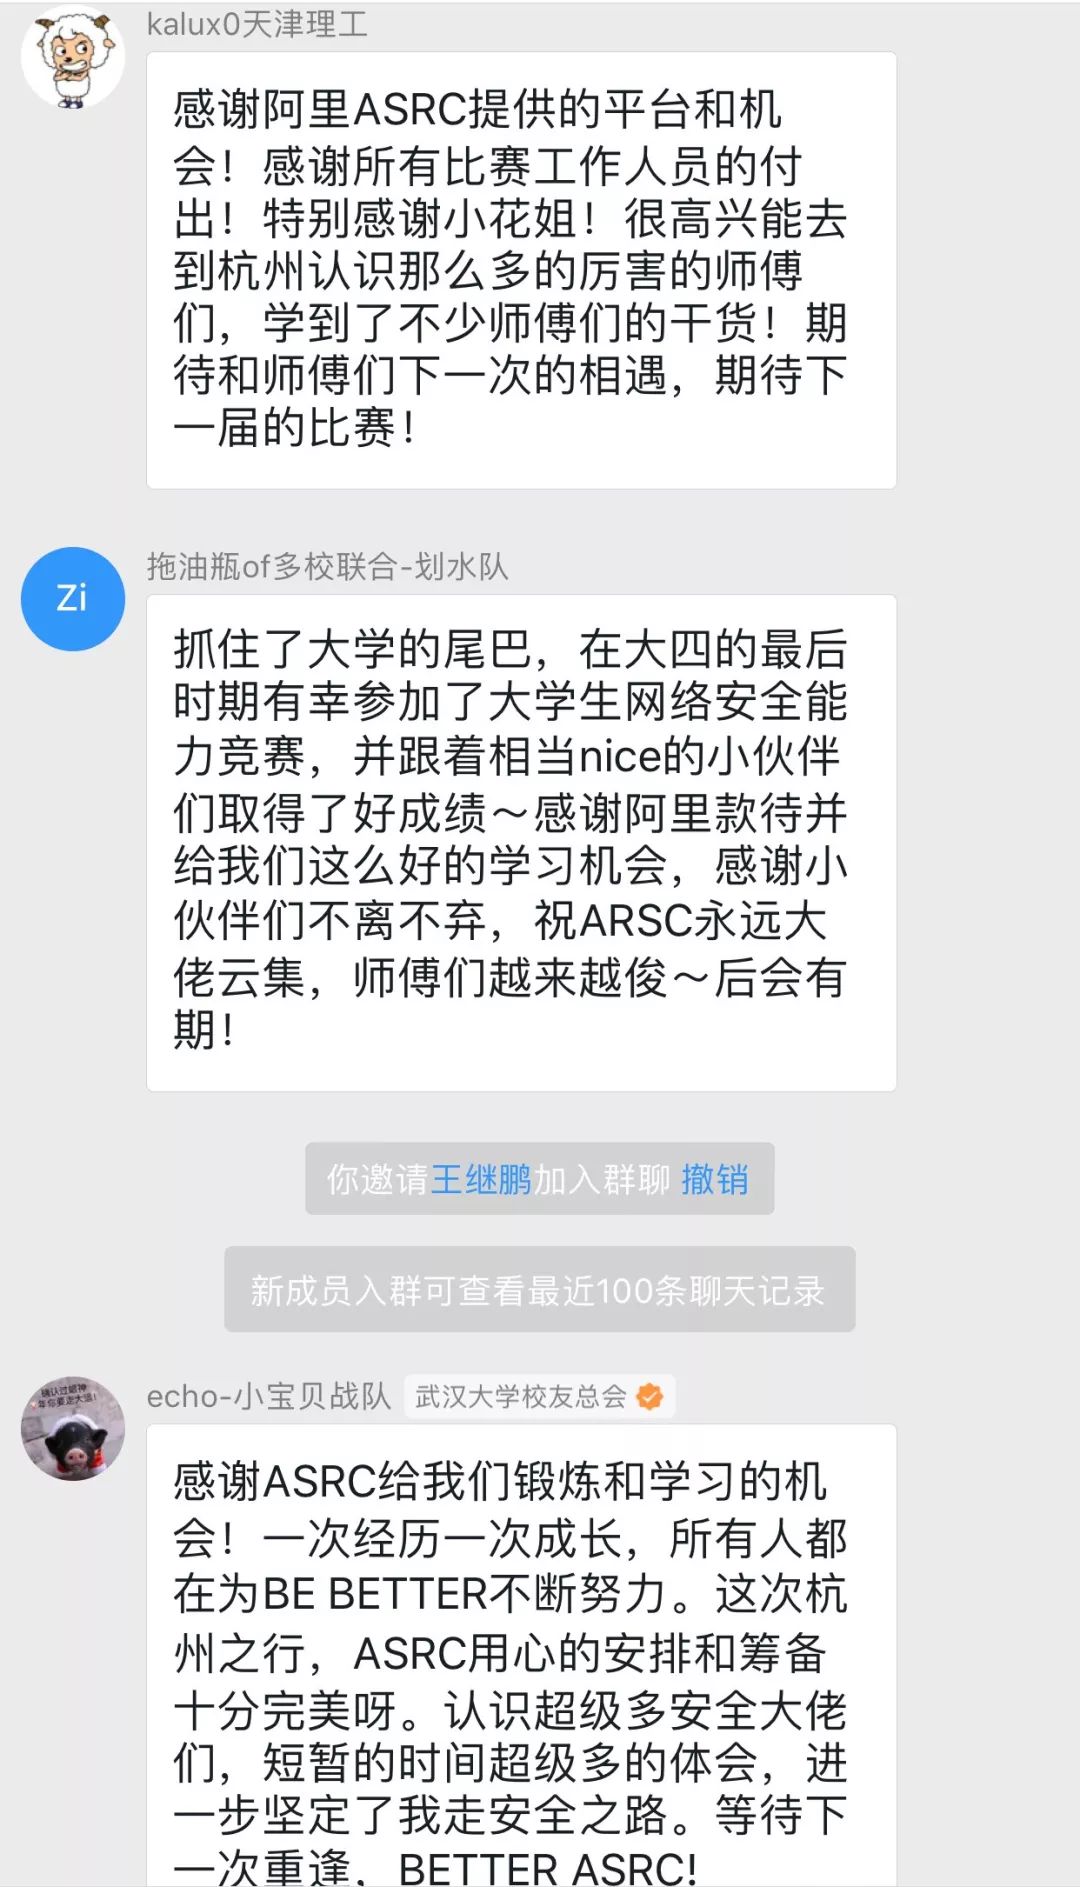 kalux0天津理工
感谢阿里ASRC提供的平台和机
会！感谢所有比赛工作人员的付
出！特别感谢小花姐！很高兴能去
到杭州认识那么多的厉害的师傅
们，学到了不少师傅们的干货！期
待和师傅们下一次的相遇，期待下
一届的比赛！
Zi
拖油瓶of多校联合-划水队
抓住了大学的尾巴，在大四的最后
时期有幸参加了大学生网络安全能
力竞赛，并跟着相当nice的小伙伴
们取得了好成绩～感谢阿里款待并
给我们这么好的学习机会，感谢小
伙伴们不离不弃，祝ARSC永远大
佬云集，师傅们越来越俊～后会有
期！
你邀请王继鹏加入群聊 撤销
新成员入群可查看最近100条聊天记录
确认过眼神
年你要走大运！
echo-小宝贝战队 武汉大学校友总会
感谢ASRC给我们锻炼和学习的机
会！一次经历一次成长，所有人都
在为BE BETTER不断努力。这次杭
州之行，ASRC用心的安排和筹备
十分完美呀。认识超级多安全大佬
们，短暂的时间超级多的体会，进
一步坚定了我走安全之路。等待下
一次重逢，BETTER ASRC!